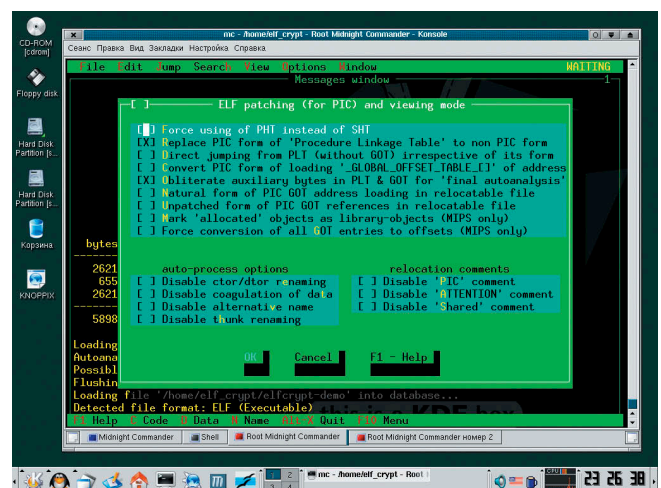 mc - /home/elf_crypt - Root Midnight Commander - Konsole
Сеанс Правка Вид Закладки Настройка Справка
CD-ROM
[cdrom]
Floppy disk
Hard Disk
Partition [s...
Hard Disk
Partition [s...
Корзина
KNOPPIX
File Edit Jump Search View Options Window WAITING
Messages window 1
[ ] ELF patching (for PIC) and viewing mode
[ ] Force using of PHT instead of SHT
[X] Replace PIC form of 'Procedure Linkage Table' to non PIC form
[ ] Direct jumping from PLT (without GOT) irrespective of its form
[ ] Convert PIC form of loading '_GLOBAL_OFFSET_TABLE_[]' of address
[X] Obliterate auxiliary bytes in PLT & GOT for 'final autoanalysis'
[ ] Natural form of PIC GOT address loading in relocatable file
[ ] Unpatched form of PIC GOT references in relocatable file
[ ] Mark 'allocated' objects as library-objects (MIPS only)
[ ] Force conversion of all GOT entries to offsets (MIPS only)
bytes
2621
655
2621
5898
auto-process options relocation comments
[ ] Disable ctor/dtor renaming [ ] Disable 'PIC' comment
[ ] Disable coagulation of data [ ] Disable 'ATTENTION' comment
[ ] Disable alternative name [ ] Disable 'Shared' comment
[ ] Disable thunk renaming
OK Cancel F1 - Help
Loading
Autoana
Possibl
Flushin
Loading file '/home/elf_crypt/elfcrypt-demo' into database...
Detected file format: ELF (Executable)
this is a KDE box
F1 Help C Code D Data N Name Alt-X Quit F10 Menu
Midnight Commander Shell Root Midnight Commander Root Midnight Commander номер 2
1 2
3 4
mc - /home/elf_crypt - Root
CPU
23 26 38